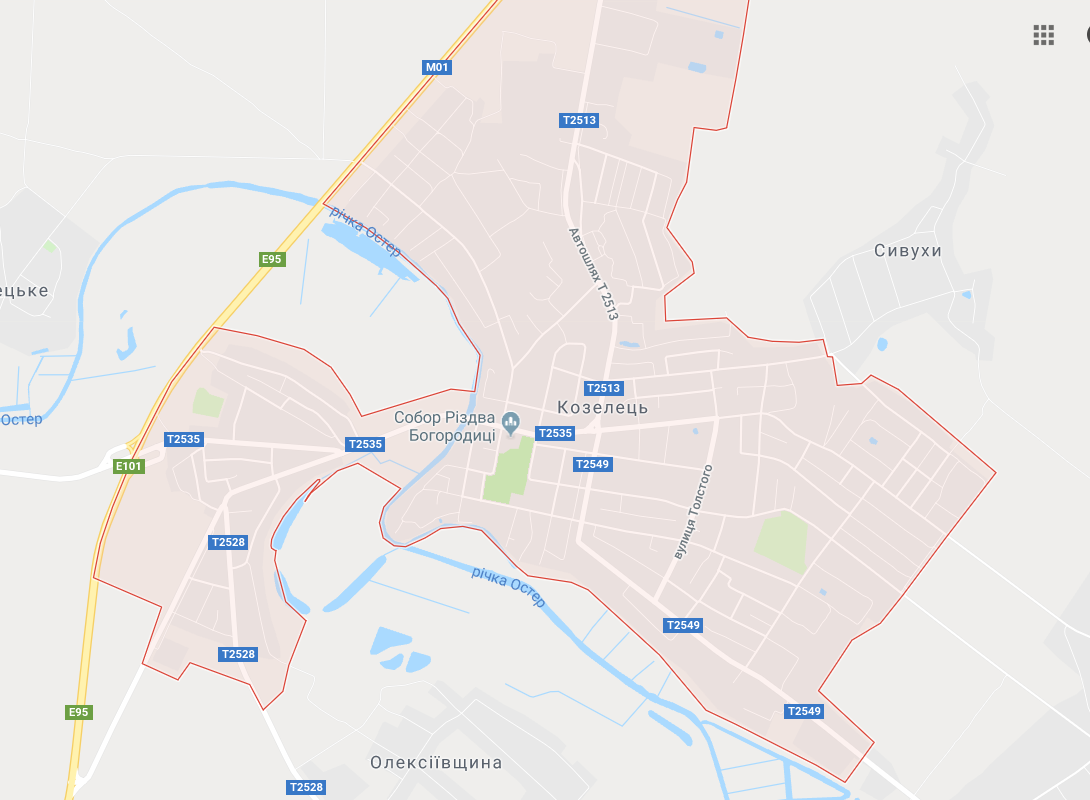 M01
T2513
річка Остер
Сивухи
E95
Автошлях Т 2513
ецьке
T2513
Козелець
Собор Різдва
Богородиці
Остер
T2535
T2535
T2535
E101
T2549
вулиця Толстого
T2528
річка Остер
T2549
T2528
E95
T2549
Олексіївщина
T2528